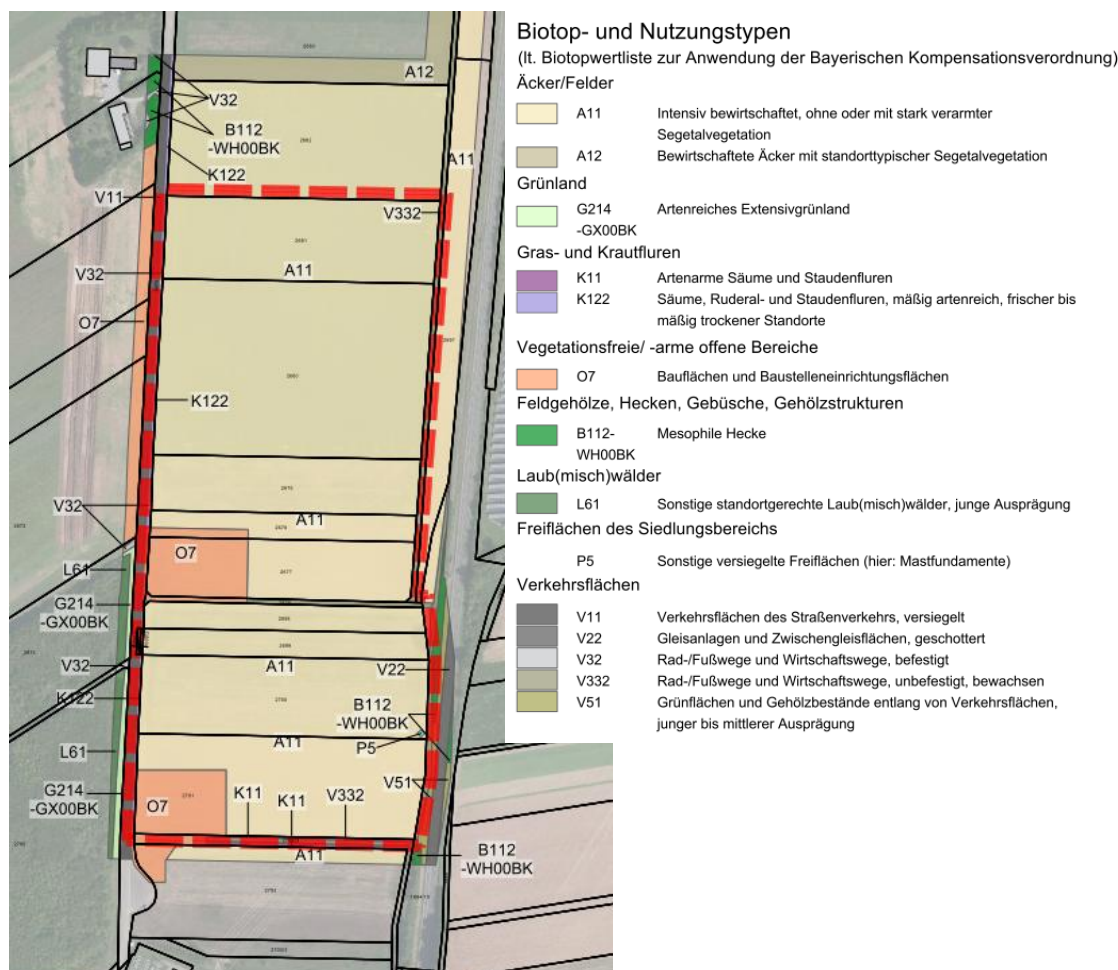 Biotop- und Nutzungstypen
(lt. Biotopwertliste zur Anwendung der Bayerischen Kompensationsverordnung)
Äcker/Felder
A11 Intensiv bewirtschaftet, ohne oder mit stark verarmter
Segetalvegetation
A12 Bewirtschaftete Äcker mit standorttypischer Segetalvegetation
Grünland
G214 Artenreiches Extensivgrünland
-GX00BK
Gras- und Krautfluren
K11 Artenarme Säume und Staudenfluren
K122 Säume, Ruderal- und Staudenfluren, mäßig artenreich, frischer bis
mäßig trockener Standorte
Vegetationsfreie/ -arme offene Bereiche
O7 Bauflächen und Baustelleneinrichtungsflächen
Feldgehölze, Hecken, Gebüsche, Gehölzstrukturen
B112- Mesophile Hecke
WH00BK
Laub(misch)wälder
L61 Sonstige standortgerechte Laub(misch)wälder, junge Ausprägung
Freiflächen des Siedlungsbereichs
P5 Sonstige versiegelte Freiflächen (hier: Mastfundamente)
Verkehrsflächen
V11 Verkehrsflächen des Straßenverkehrs, versiegelt
V22 Gleisanlagen und Zwischengleisflächen, geschottert
V32 Rad-/Fußwege und Wirtschaftswege, befestigt
V332 Rad-/Fußwege und Wirtschaftswege, unbefestigt, bewachsen
V51 Grünflächen und Gehölzbestände entlang von Verkehrsflächen,
junger bis mittlerer Ausprägung
A12
V32
B112
-WH00BK
A11
K122
V11
V332
V32
A11
O7
K122
V32
A11
O7
L61
G214
-GX00BK
V32
A11
V22
K122
B112
-WH00BK
A11
P5
L61
V51
G214
-GX00BK
O7
K11
K11
V332
A11
B112
-WH00BK